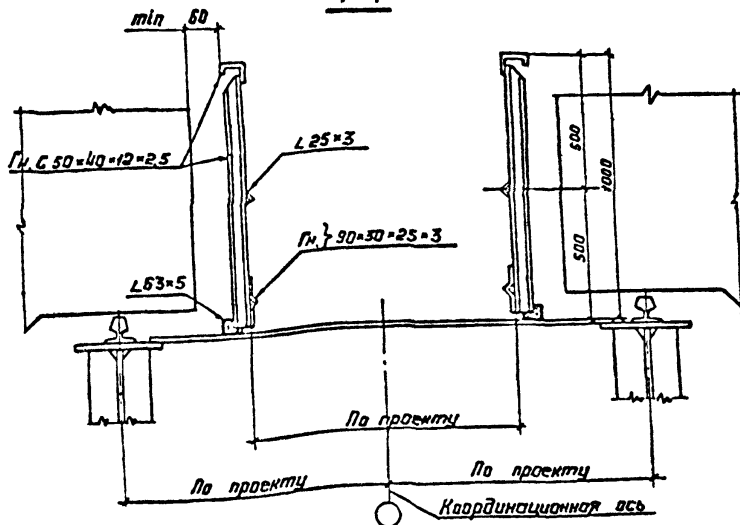 min 60
Гн. С 50×40×12×2,5
L 25×3
Гн. } 90×30×25×3
L 63×5
500
500
1000
По проекту
По проекту
По проекту
Координационная ось